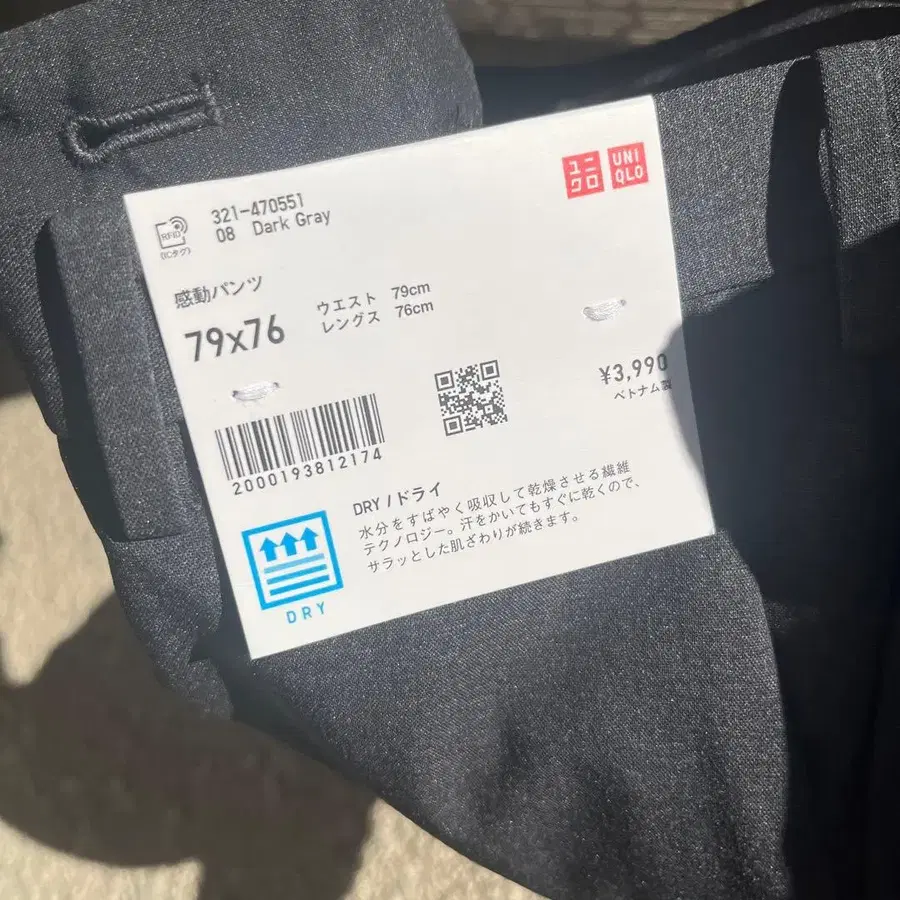 ユニ
クロ
UNI
QLO
RFID
(ICタグ)
321-470551
08 Dark Gray
感動パンツ
79x76
ウエスト 79cm
レングス 76cm
¥3,990
ベトナム製
2000193812174
DRY / ドライ
水分をすばやく吸収して乾燥させる繊維
テクノロジー。汗をかいてもすぐに乾くので、
サラッとした肌ざわりが続きます。
DRY